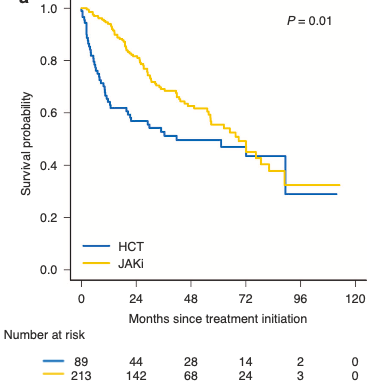 a
1.0
P = 0.01
0.8
0.6
0.4
0.2
0.0
Survival probability
HCT
JAKi
0 24 48 72 96 120
Months since treatment initiation
Number at risk
89 44 28 14 2 0
213 142 68 24 3 0